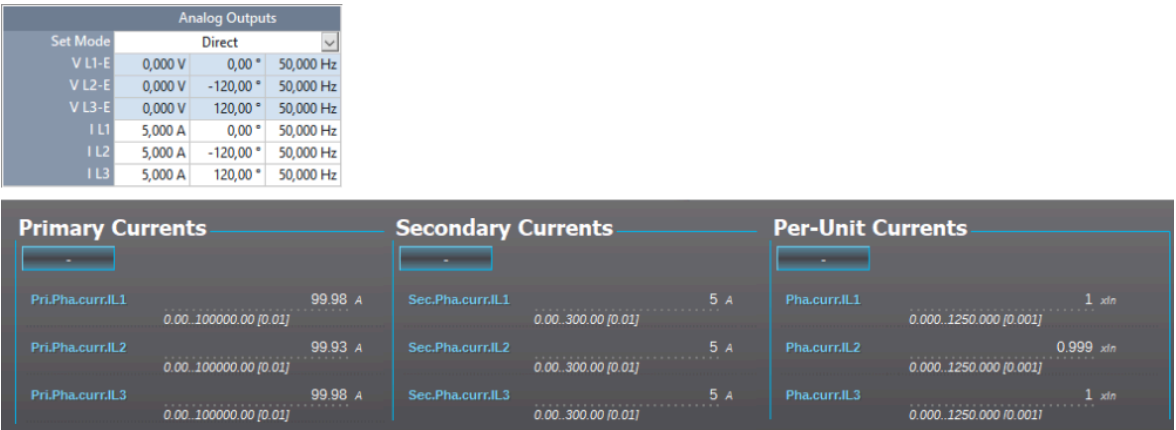 Analog Outputs
Set Mode Direct
V L1-E 0,000 V 0,00 ° 50,000 Hz
V L2-E 0,000 V -120,00 ° 50,000 Hz
V L3-E 0,000 V 120,00 ° 50,000 Hz
I L1 5,000 A 0,00 ° 50,000 Hz
I L2 5,000 A -120,00 ° 50,000 Hz
I L3 5,000 A 120,00 ° 50,000 Hz
Primary Currents Secondary Currents Per-Unit Currents
- - -
Pri.Pha.curr.IL1 99.98 A Sec.Pha.curr.IL1 5 A Pha.curr.IL1 1 xIn
0.00..100000.00 [0.01] 0.00..300.00 [0.01] 0.000..1250.000 [0.001]
Pri.Pha.curr.IL2 99.93 A Sec.Pha.curr.IL2 5 A Pha.curr.IL2 0.999 xIn
0.00..100000.00 [0.01] 0.00..300.00 [0.01] 0.000..1250.000 [0.001]
Pri.Pha.curr.IL3 99.98 A Sec.Pha.curr.IL3 5 A Pha.curr.IL3 1 xIn
0.00..100000.00 [0.01] 0.00..300.00 [0.01] 0.000..1250.000 [0.001]